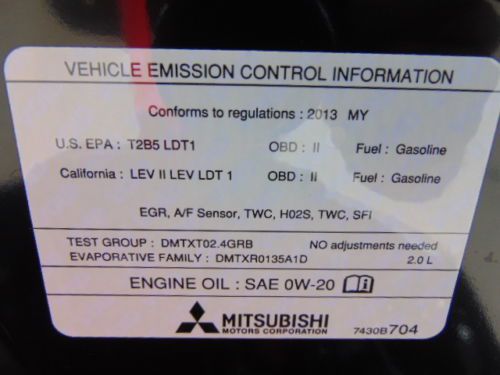 VEHICLE EMISSION CONTROL INFORMATION
Conforms to regulations : 2013 MY
U.S. EPA : T2B5 LDT1 OBD : II Fuel : Gasoline
California : LEV II LEV LDT 1 OBD : II Fuel : Gasoline
EGR, A/F Sensor, TWC, H02S, TWC, SFI
TEST GROUP : DMTXT02.4GRB NO adjustments needed
EVAPORATIVE FAMILY : DMTXR0135A1D 2.0 L
ENGINE OIL : SAE 0W-20
MITSUBISHI
MOTORS CORPORATION 7430B704